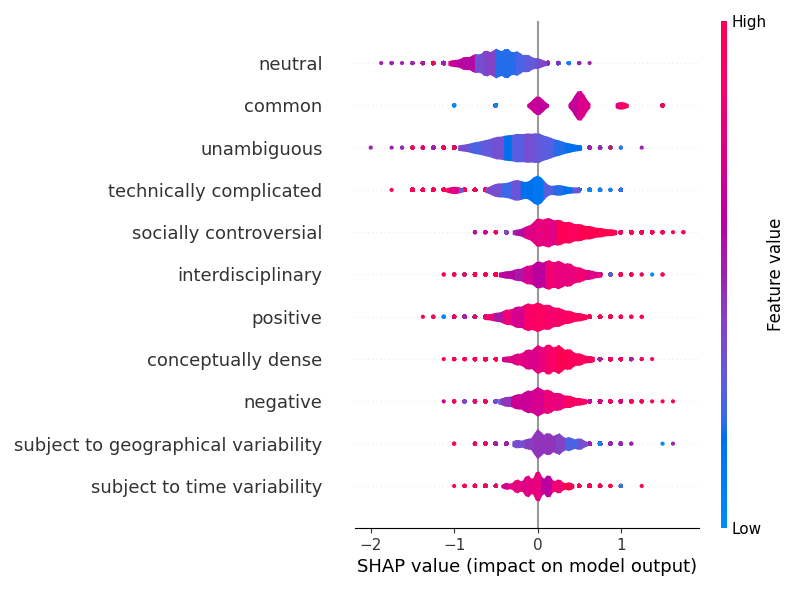 High
neutral
common
unambiguous
technically complicated
socially controversial
interdisciplinary
positive
conceptually dense
negative
subject to geographical variability
subject to time variability
Feature value
Low
−2
−1
0
1
SHAP value (impact on model output)